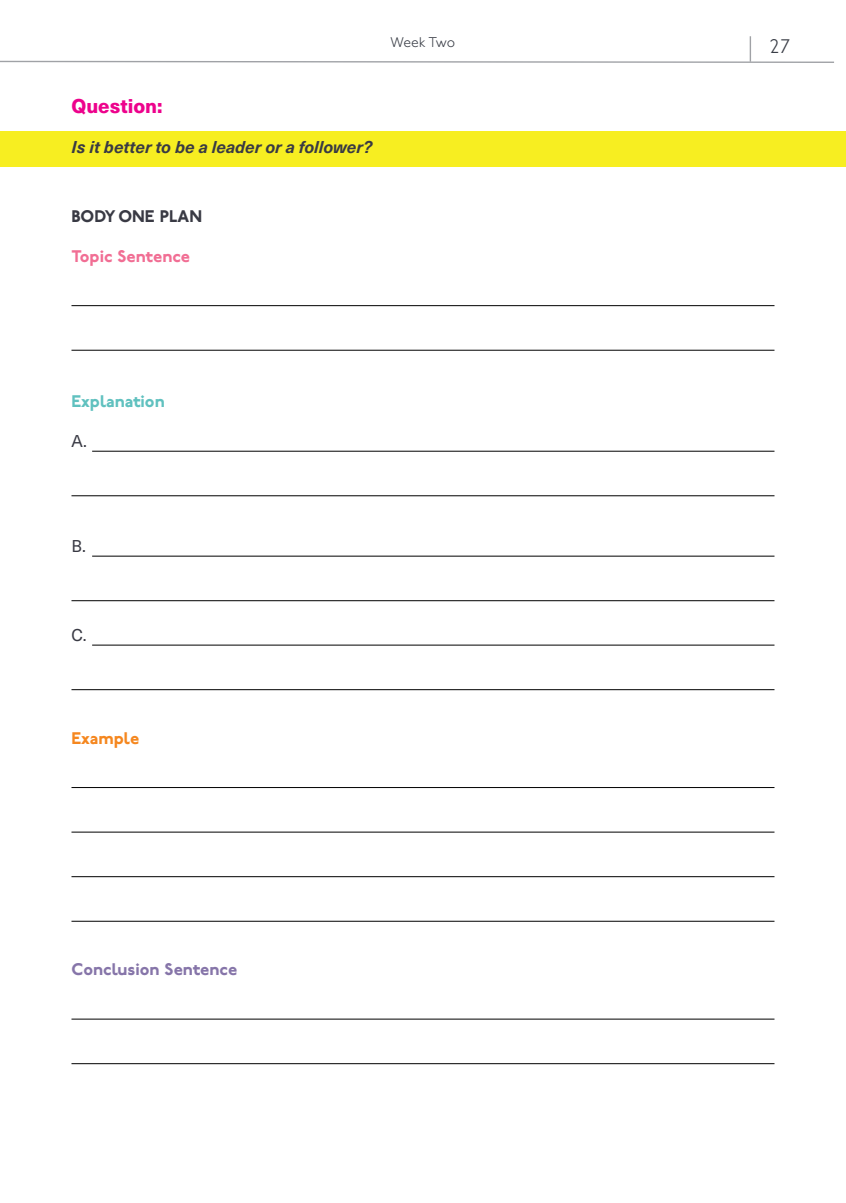 Week Two
27
Question:
Is it better to be a leader or a follower?
BODY ONE PLAN
Topic Sentence
Explanation
A.
B.
C.
Example
Conclusion Sentence